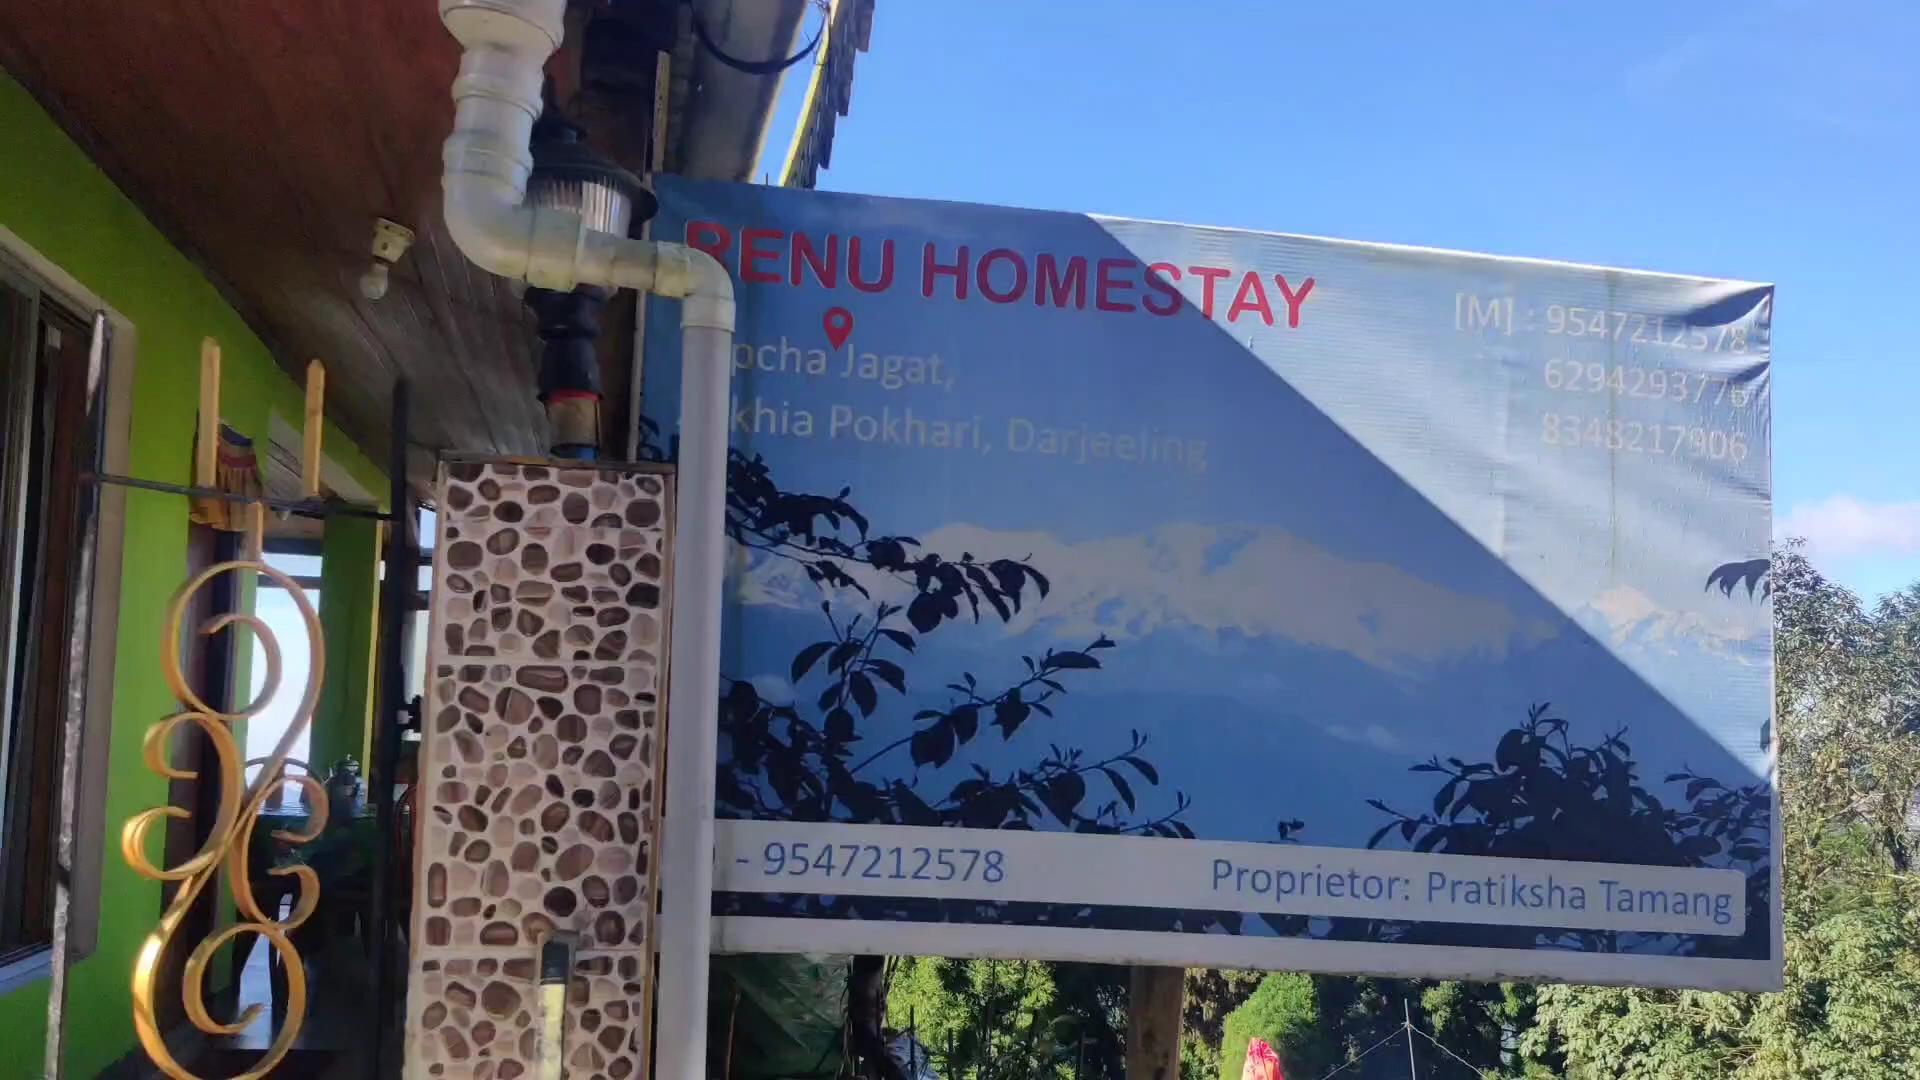 RENU HOMESTAY
pcha Jagat,
khia Pokhari, Darjeeling
[M] : 9547212578
6294293776
8348217906
- 9547212578
Proprietor: Pratiksha Tamang